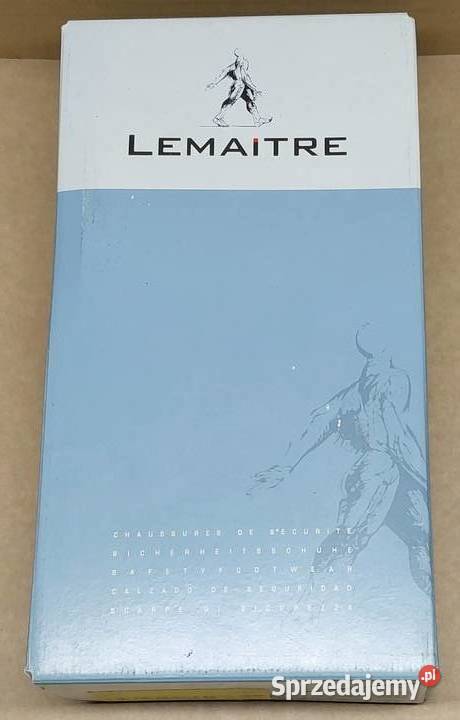 LEMAiTRE
CHAUSSURES DE SECURITE
SICHERHEITSSCHUHE
SAFETY FOOTWEAR
CALZADO DE SEGURIDAD
SCARPE DI SICUREZZA
Sprzedajemy.pl